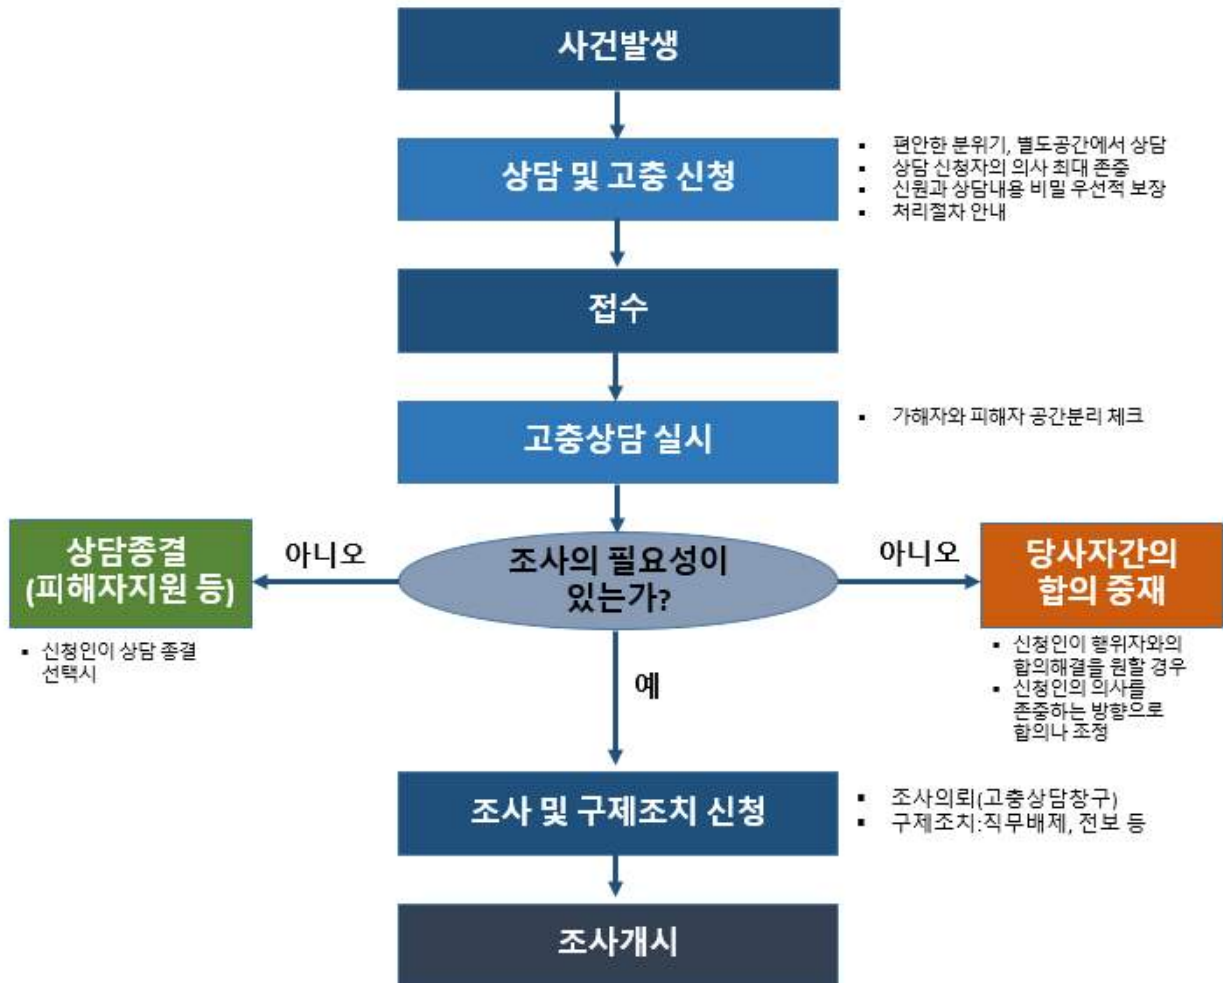 사건발생
상담 및 고충 신청
▪ 편안한 분위기, 별도공간에서 상담
▪ 상담 신청자의 의사 최대 존중
▪ 신원과 상담내용 비밀 우선적 보장
▪ 처리절차 안내
접수
고충상담 실시
▪ 가해자와 피해자 공간분리 체크
조사의 필요성이
있는가?
아니오
상담종결
(피해자지원 등)
▪ 신청인이 상담 종결
선택시
아니오
당사자간의
합의 중재
▪ 신청인이 행위자와의
합의해결을 원할 경우
▪ 신청인의 의사를
존중하는 방향으로
합의나 조정
예
조사 및 구제조치 신청
▪ 조사의뢰(고충상담창구)
▪ 구제조치:직무배제, 전보 등
조사개시